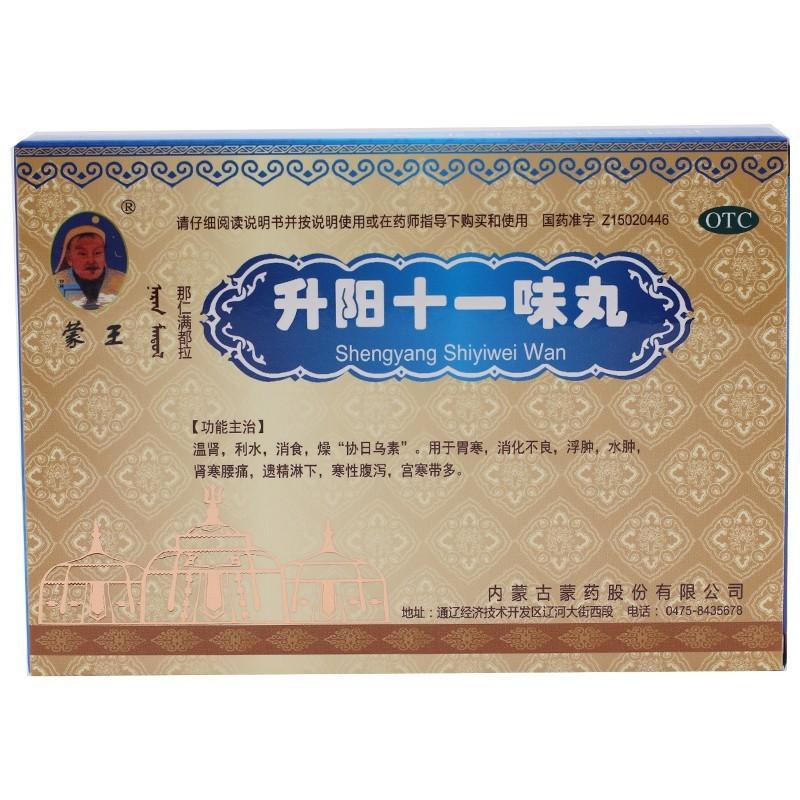 ®
请仔细阅读说明书并按说明使用或在药师指导下购买和使用 国药准字 Z15020446
OTC
蒙王
那仁满都拉
升阳十一味丸
Shengyang Shiyiwei Wan
【功能主治】
温肾，利水，消食，燥“协日乌素”。用于胃寒，消化不良，浮肿，水肿，
肾寒腰痛，遗精淋下，寒性腹泻，宫寒带多。
内蒙古蒙药股份有限公司
地址：通辽经济技术开发区辽河大街西段 电话：0475-8435678